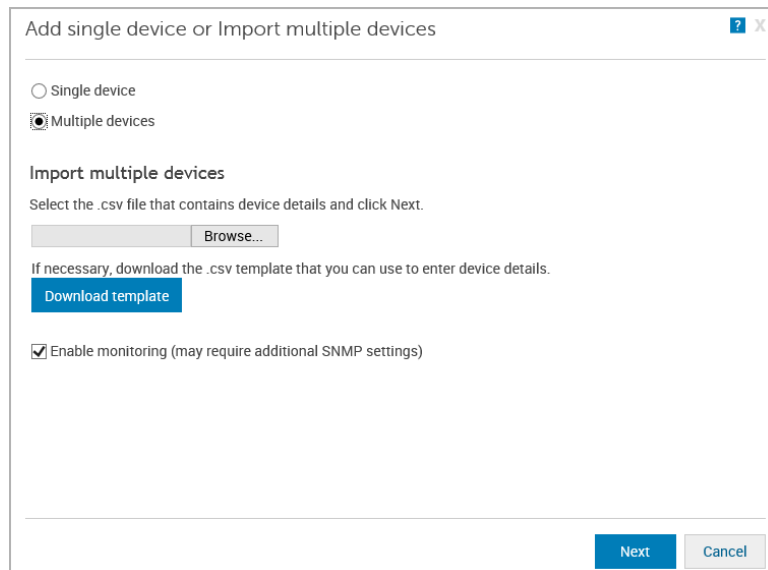 Add single device or Import multiple devices
? X
Single device
Multiple devices
Import multiple devices
Select the .csv file that contains device details and click Next.
Browse...
If necessary, download the .csv template that you can use to enter device details.
Download template
Enable monitoring (may require additional SNMP settings)
Next Cancel